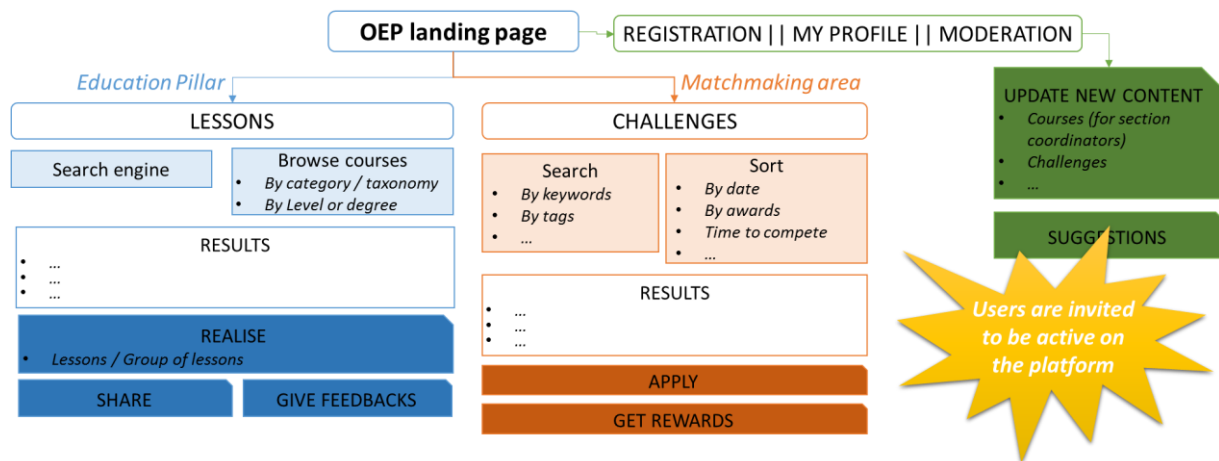 OEP landing page
REGISTRATION || MY PROFILE || MODERATION
Education Pillar
Matchmaking area
LESSONS
Search engine
Browse courses
• By category / taxonomy
• By Level or degree
RESULTS
• ...
• ...
• ...
REALISE
• Lessons / Group of lessons
SHARE
GIVE FEEDBACKS
CHALLENGES
Search
• By keywords
• By tags
• ...
Sort
• By date
• By awards
• Time to compete
• ...
RESULTS
• ...
• ...
• ...
APPLY
GET REWARDS
UPDATE NEW CONTENT
• Courses (for section
coordinators)
• Challenges
• ...
SUGGESTIONS
Users are invited
to be active on
the platform